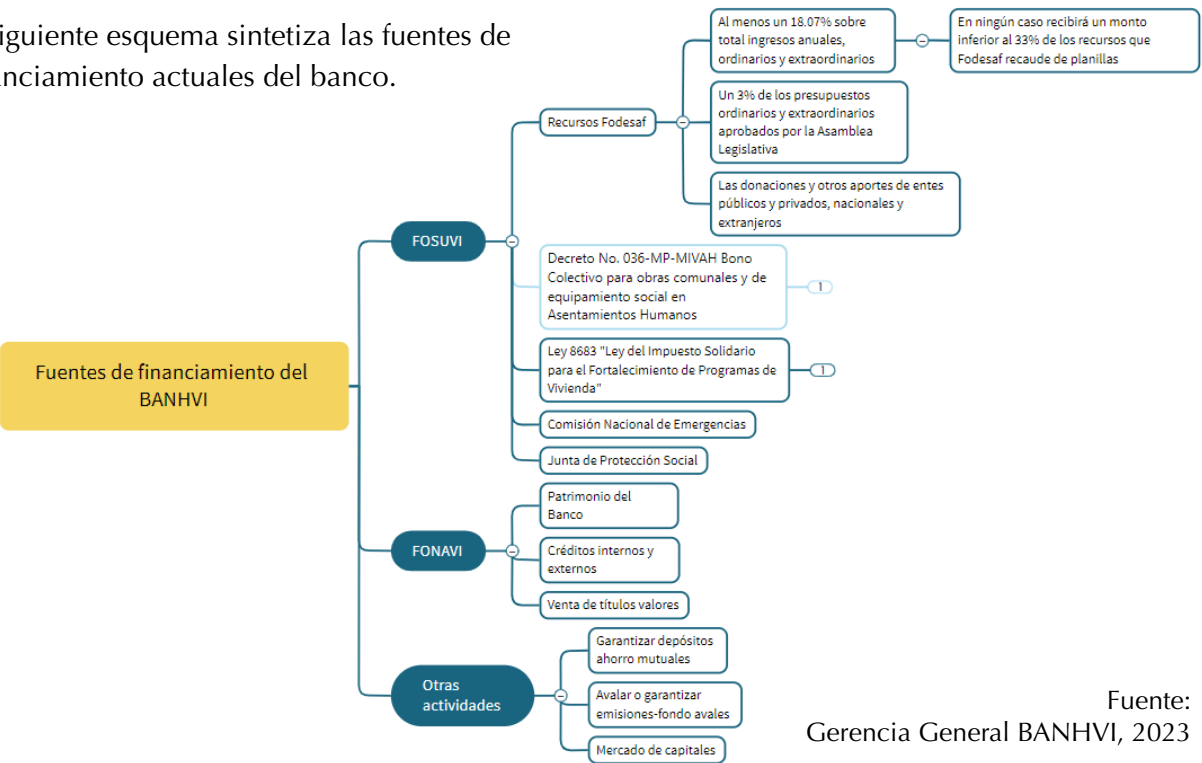 iguiente esquema sintetiza las fuentes de
anciamiento actuales del banco.
Al menos un 18.07% sobre
total ingresos anuales,
ordinarios y extraordinarios
En ningún caso recibirá un monto
inferior al 33% de los recursos que
Fodesaf recaude de planillas
Recursos Fodesaf
Un 3% de los presupuestos
ordinarios y extraordinarios
aprobados por la Asamblea
Legislativa
Las donaciones y otros aportes de entes
públicos y privados, nacionales y
extranjeros
FOSUVI
Decreto No. 036-MP-MIVAH Bono
Colectivo para obras comunales y de
equipamiento social en
Asentamientos Humanos
1
Ley 8683 "Ley del Impuesto Solidario
para el Fortalecimiento de Programas de
Vivienda"
1
Comisión Nacional de Emergencias
Junta de Protección Social
Fuentes de financiamiento del
BANHVI
FONAVI
Patrimonio del
Banco
Créditos internos y
externos
Venta de títulos valores
Otras
actividades
Garantizar depósitos
ahorro mutuales
Avalar o garantizar
emisiones-fondo avales
Mercado de capitales
Fuente:
Gerencia General BANHVI, 2023